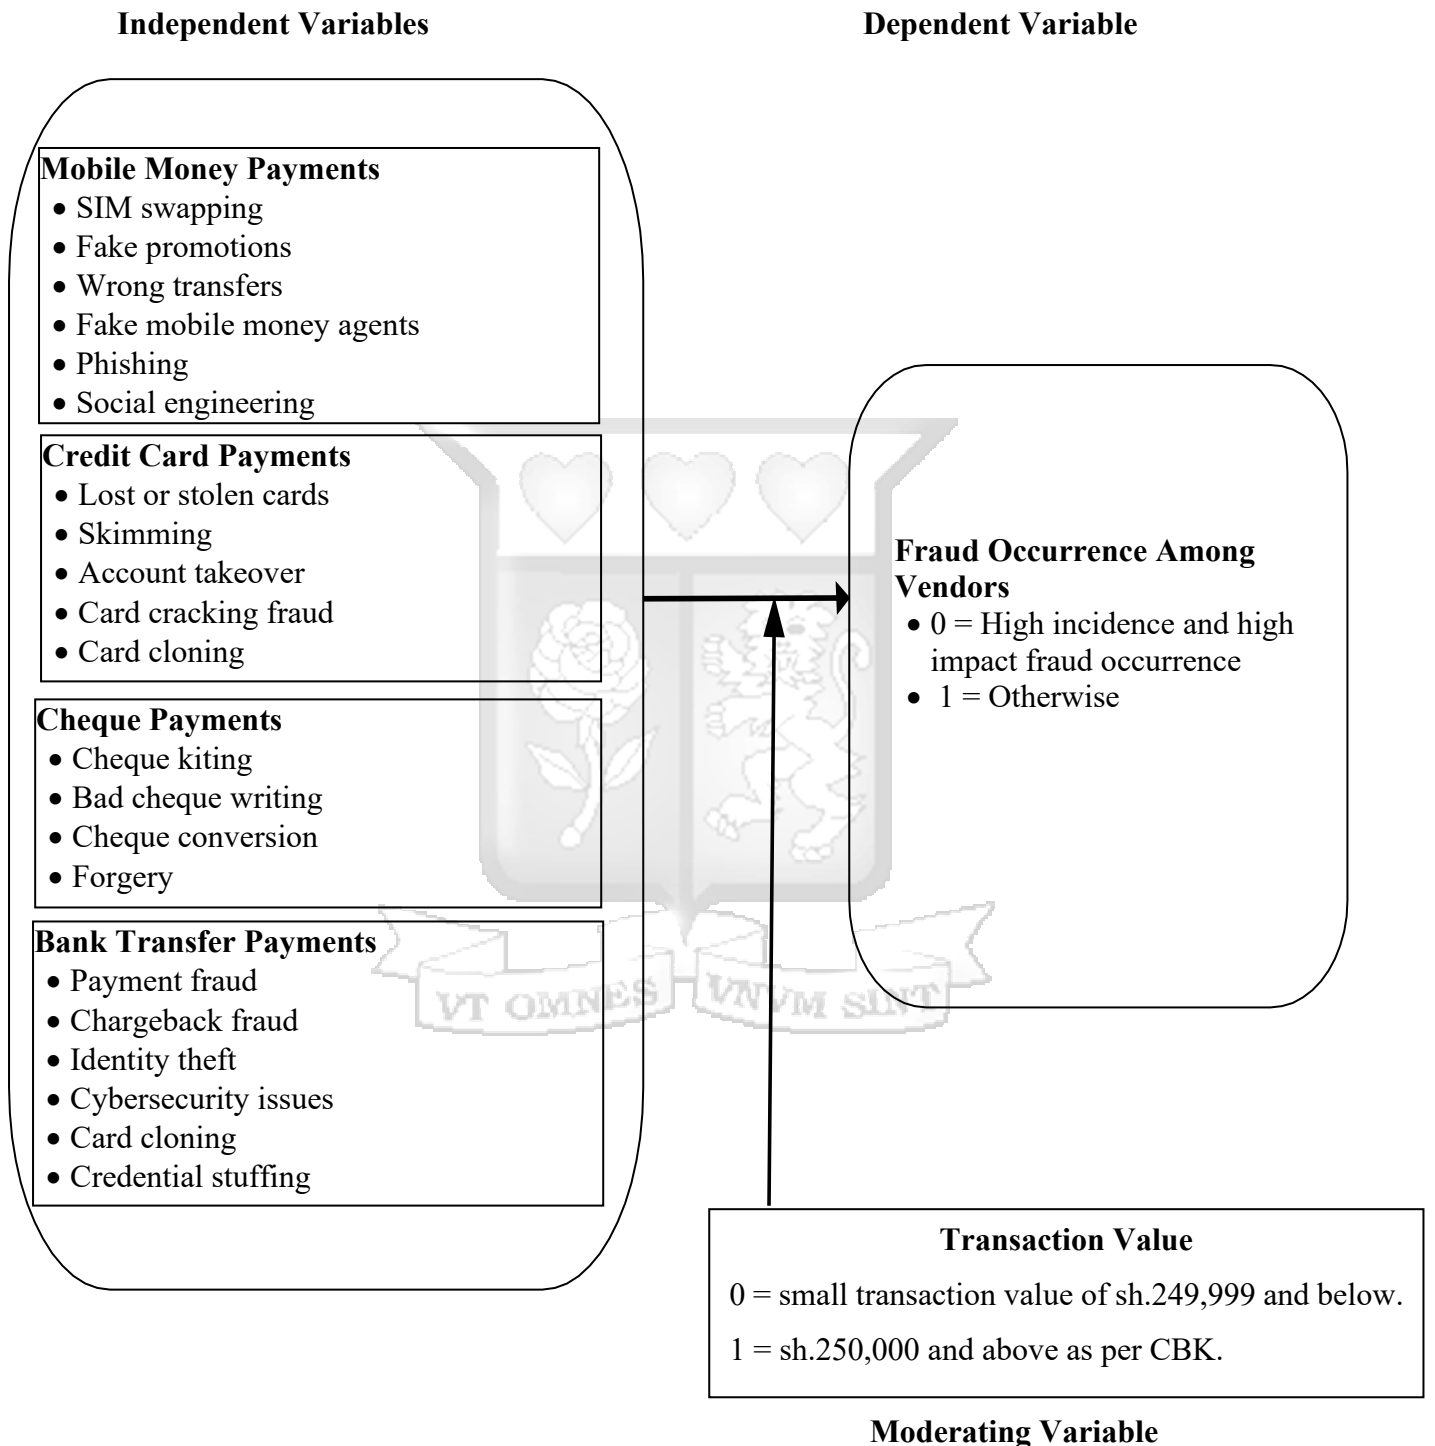 Independent Variables
Dependent Variable
Mobile Money Payments
• SIM swapping
• Fake promotions
• Wrong transfers
• Fake mobile money agents
• Phishing
• Social engineering
Credit Card Payments
• Lost or stolen cards
• Skimming
• Account takeover
• Card cracking fraud
• Card cloning
Cheque Payments
• Cheque kiting
• Bad cheque writing
• Cheque conversion
• Forgery
Bank Transfer Payments
• Payment fraud
• Chargeback fraud
• Identity theft
• Cybersecurity issues
• Card cloning
• Credential stuffing
Fraud Occurrence Among
Vendors
• 0 = High incidence and high
impact fraud occurrence
• 1 = Otherwise
VT OMNES VNVM SINT
Transaction Value
0 = small transaction value of sh.249,999 and below.
1 = sh.250,000 and above as per CBK.
Moderating Variable